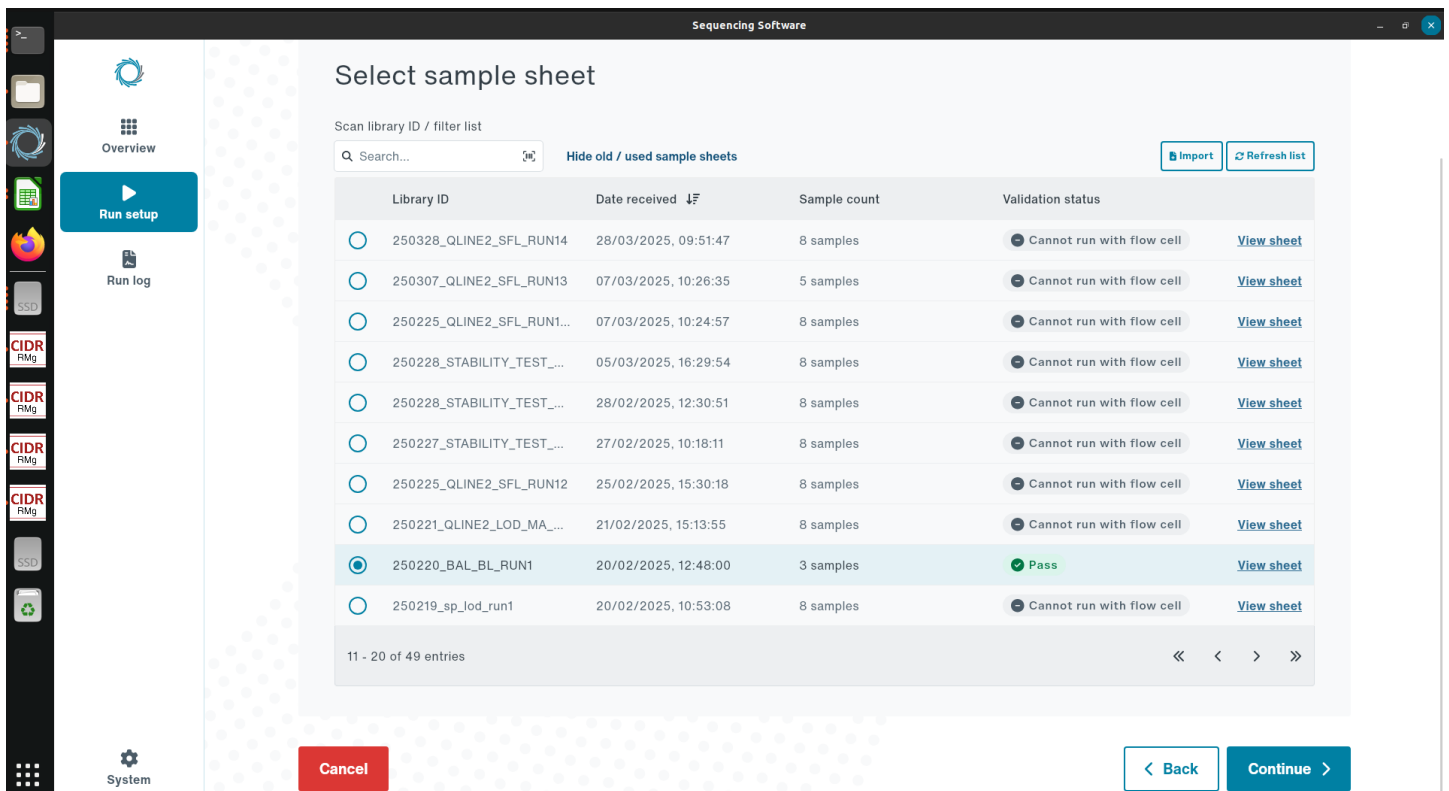 Sequencing Software
Overview
Run setup
Run log
System
SSD
CIDR
RMg
CIDR
RMg
CIDR
RMg
CIDR
RMg
SSD
Select sample sheet
Scan library ID / filter list
Search...
Hide old / used sample sheets
Import
Refresh list
Library ID Date received Sample count Validation status
250328_QLINE2_SFL_RUN14 28/03/2025, 09:51:47 8 samples Cannot run with flow cell View sheet
250307_QLINE2_SFL_RUN13 07/03/2025, 10:26:35 5 samples Cannot run with flow cell View sheet
250225_QLINE2_SFL_RUN1... 07/03/2025, 10:24:57 8 samples Cannot run with flow cell View sheet
250228_STABILITY_TEST_... 05/03/2025, 16:29:54 8 samples Cannot run with flow cell View sheet
250228_STABILITY_TEST_... 28/02/2025, 12:30:51 8 samples Cannot run with flow cell View sheet
250227_STABILITY_TEST_... 27/02/2025, 10:18:11 8 samples Cannot run with flow cell View sheet
250225_QLINE2_SFL_RUN12 25/02/2025, 15:30:18 8 samples Cannot run with flow cell View sheet
250221_QLINE2_LOD_MA_... 21/02/2025, 15:13:55 8 samples Cannot run with flow cell View sheet
250220_BAL_BL_RUN1 20/02/2025, 12:48:00 3 samples Pass View sheet
250219_sp_lod_run1 20/02/2025, 10:53:08 8 samples Cannot run with flow cell View sheet
11 - 20 of 49 entries
Cancel
Back
Continue